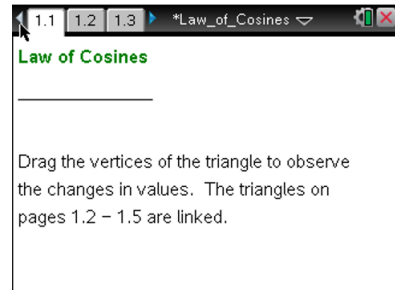 1.1 1.2 1.3 *Law_of_Cosines
Law of Cosines
Drag the vertices of the triangle to observe
the changes in values. The triangles on
pages 1.2 – 1.5 are linked.